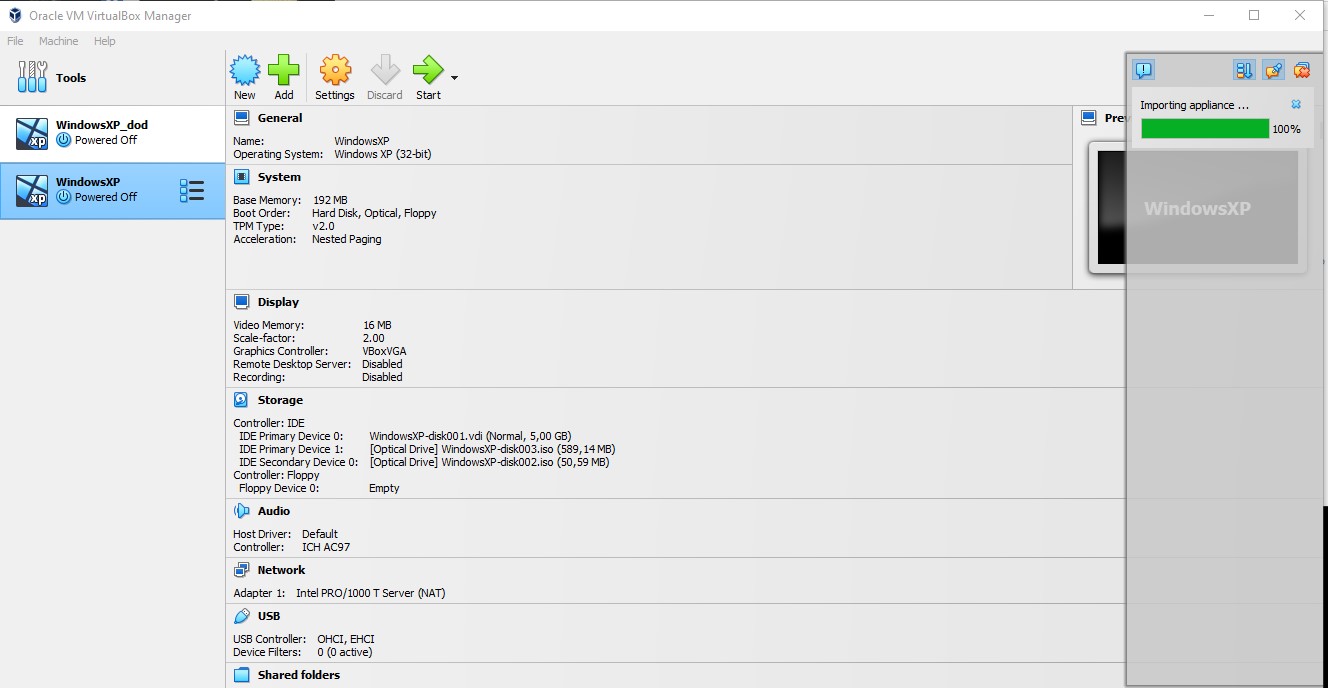 Oracle VM VirtualBox Manager
File Machine Help
Tools
New Add Settings Discard Start
WindowsXP_dod
Powered Off
WindowsXP
Powered Off
General
Name: WindowsXP
Operating System: Windows XP (32-bit)
System
Base Memory: 192 MB
Boot Order: Hard Disk, Optical, Floppy
TPM Type: v2.0
Acceleration: Nested Paging
Display
Video Memory: 16 MB
Scale-factor: 2.00
Graphics Controller: VBoxVGA
Remote Desktop Server: Disabled
Recording: Disabled
Storage
Controller: IDE
IDE Primary Device 0: WindowsXP-disk001.vdi (Normal, 5,00 GB)
IDE Primary Device 1: [Optical Drive] WindowsXP-disk003.iso (589,14 MB)
IDE Secondary Device 0: [Optical Drive] WindowsXP-disk002.iso (50,59 MB)
Controller: Floppy
Floppy Device 0: Empty
Audio
Host Driver: Default
Controller: ICH AC97
Network
Adapter 1: Intel PRO/1000 T Server (NAT)
USB
USB Controller: OHCI, EHCI
Device Filters: 0 (0 active)
Shared folders
Prev
WindowsXP
Importing appliance ...
100%